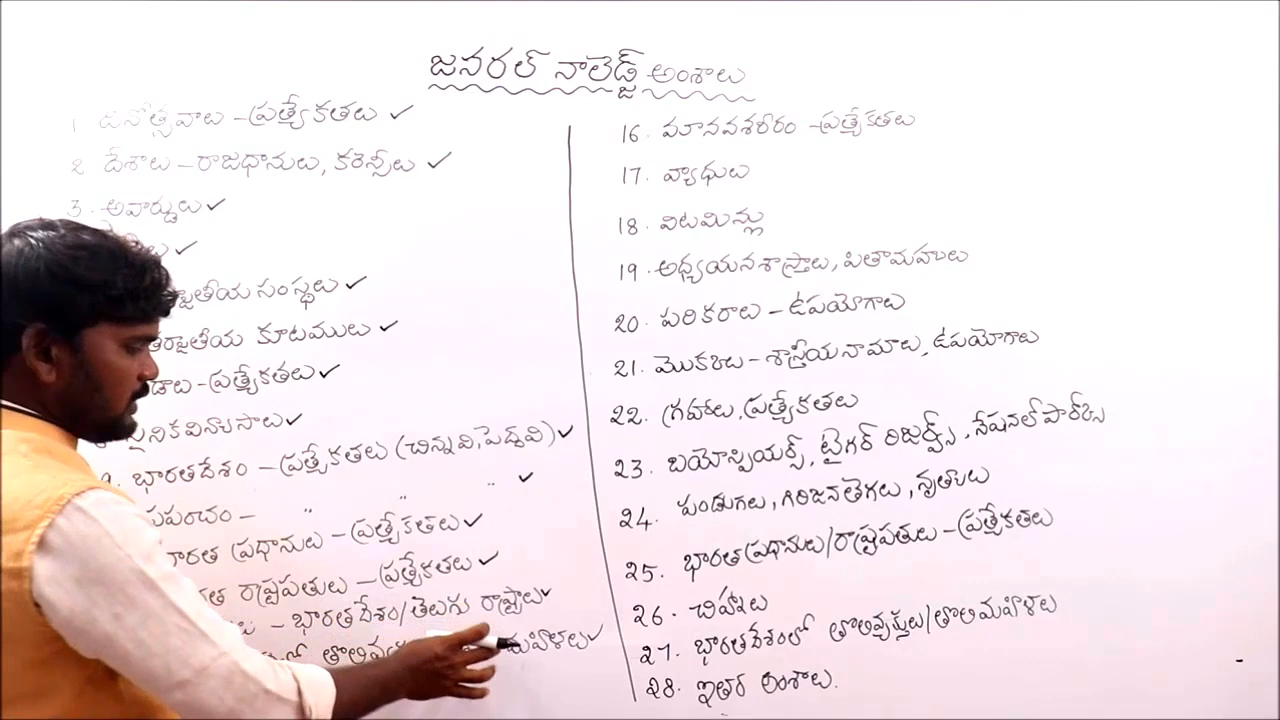 జనరల్ నాలెడ్జ్ అంశాలు
1. దినోత్సవాలు - ప్రత్యేకతలు ✓
2 దేశాలు - రాజధానులు, కరెన్సీలు ✓
3. అవార్డులు ✓
✓
జాతీయ సంస్థలు ✓
తర్జాతీయ కూటములు ✓
డాలు - ప్రత్యేకతలు ✓
సైనిక విన్యాసాలు ✓
9. భారతదేశం - ప్రత్యేకతలు (చిన్నవి, పెద్దవి) ✓
ప్రపంచం - " " " ✓
భారత ప్రధానులు - ప్రత్యేకతలు ✓
రత రాష్ట్రపతులు - ప్రత్యేకతలు ✓
- భారతదేశం/తెలుగు రాష్ట్రాలు ✓
లో తొలి మహిళలు ✓
16. మానవశరీరం - ప్రత్యేకతలు
17. వ్యాధులు
18. విటమిన్లు
19. అధ్యయనశాస్త్రాలు, పితామహులు
20. పరికరాలు - ఉపయోగాలు
21. మొక్కలు - శాస్త్రీయనామాలు, ఉపయోగాలు
22. గ్రహాలు, ప్రత్యేకతలు
23. బయోస్పియర్స్, టైగర్ రిజర్వ్స్, నేషనల్ పార్క్స్
24. పండుగలు, గిరిజన తెగలు, నృత్యాలు
25. భారత ప్రధానులు/రాష్ట్రపతులు - ప్రత్యేకతలు
26. చిహ్నాలు
27. భారతదేశంలో తొలివ్యక్తులు/తొలి మహిళలు
28. ఇతర అంశాలు.